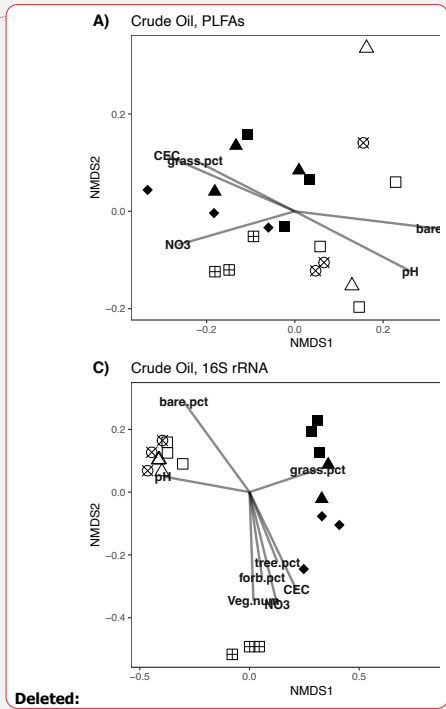 A) Crude Oil, PLFAs
NMDS2
0.2
0.0
−0.2
CEC
grass.pct
NO3
bare
pH
−0.2 0.0 0.2
NMDS1
C) Crude Oil, 16S rRNA
NMDS2
0.2
0.0
−0.2
−0.4
bare.pct
pH
grass.pct
tree.pct
forb.pct
CEC
Veg.num
NO3
−0.5 0.0 0.5
NMDS1
Deleted: